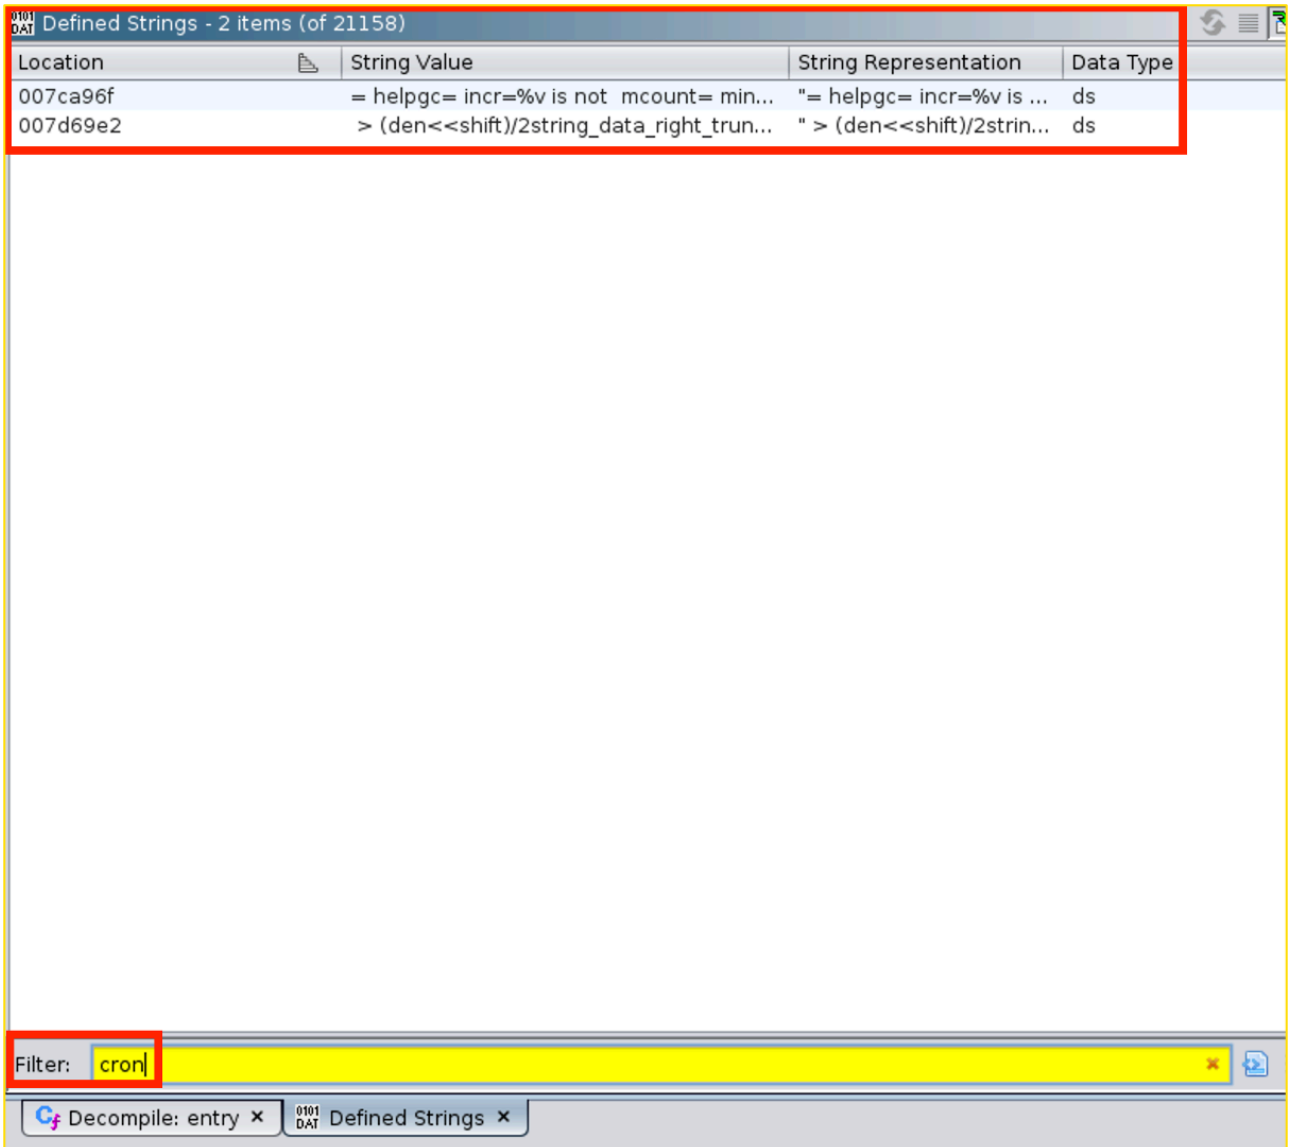 Defined Strings - 2 items (of 21158)
Location String Value String Representation Data Type
007ca96f = helpgc= incr=%v is not mcount= min... "= helpgc= incr=%v is ... ds
007d69e2 > (den<<shift)/2string_data_right_trun... " > (den<<shift)/2strin... ds
Filter: cron
Decompile: entry × Defined Strings ×